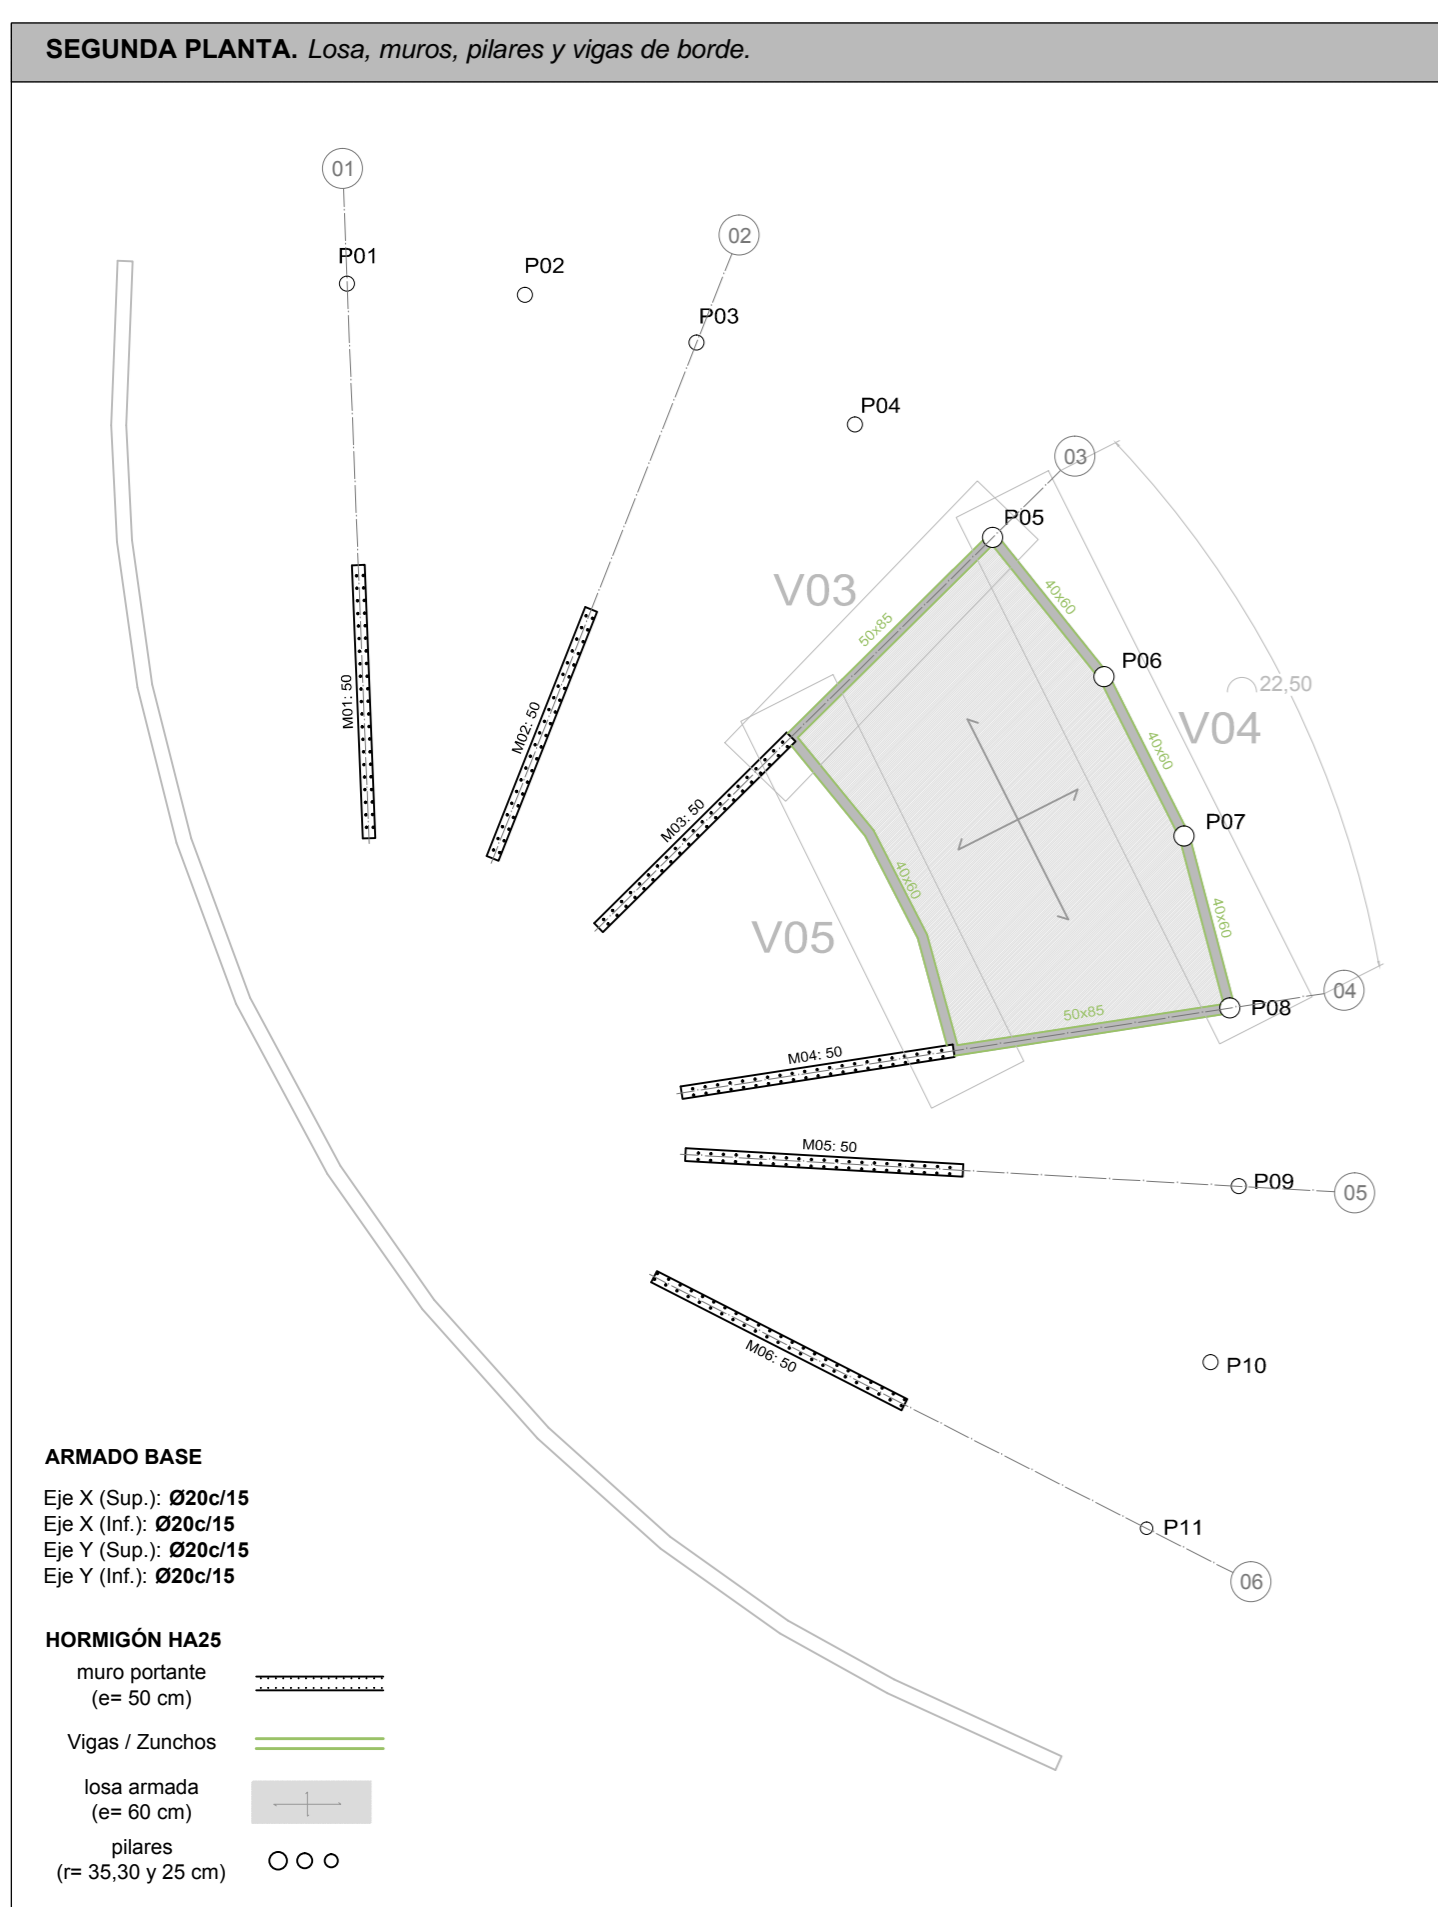 SEGUNDA PLANTA. Losa, muros, pilares y vigas de borde.
01
02
P01
P02
P03
P04
03
P05
V03
40x60
50x85
P06
22,50
V04
M01: 50
M02: 50
40x60
M03: 50
P07
40x60
40x60
V05
04
50x85
P08
M04: 50
M05: 50
P09
05
M06: 50
P10
P11
06
ARMADO BASE
Eje X (Sup.): Ø20c/15
Eje X (Inf.): Ø20c/15
Eje Y (Sup.): Ø20c/15
Eje Y (Inf.): Ø20c/15
HORMIGÓN HA25
muro portante
(e= 50 cm)
Vigas / Zunchos
losa armada
(e= 60 cm)
pilares
(r= 35,30 y 25 cm)